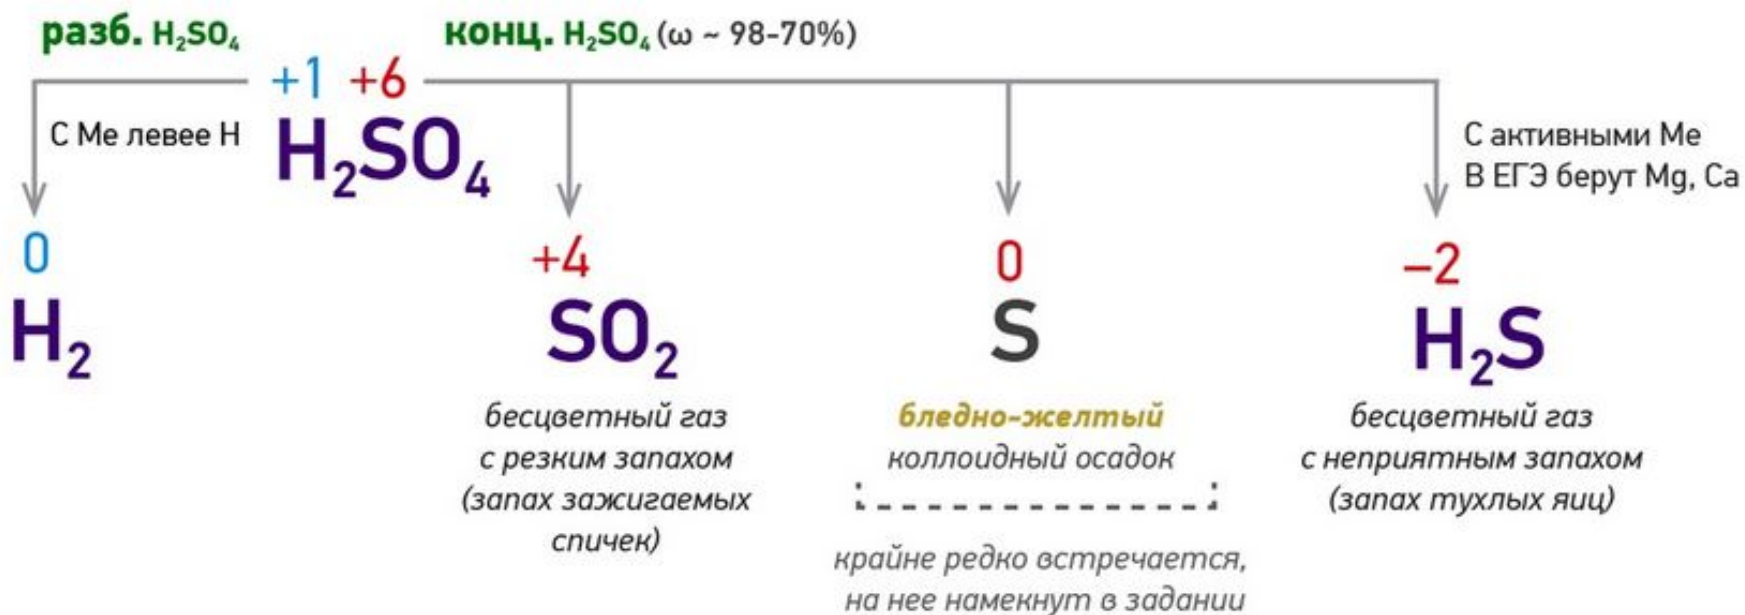 разб. H₂SO₄
конц. H₂SO₄ (ω ~ 98-70%)
+1 +6
H₂SO₄
С Ме левее Н
С активными Ме
В ЕГЭ берут Mg, Ca
0
H₂
+4
SO₂
бесцветный газ
с резким запахом
(запах зажигаемых
спичек)
0
S
бледно-желтый
коллоидный осадок
крайне редко встречается,
на нее намекнут в задании
–2
H₂S
бесцветный газ
с неприятным запахом
(запах тухлых яиц)